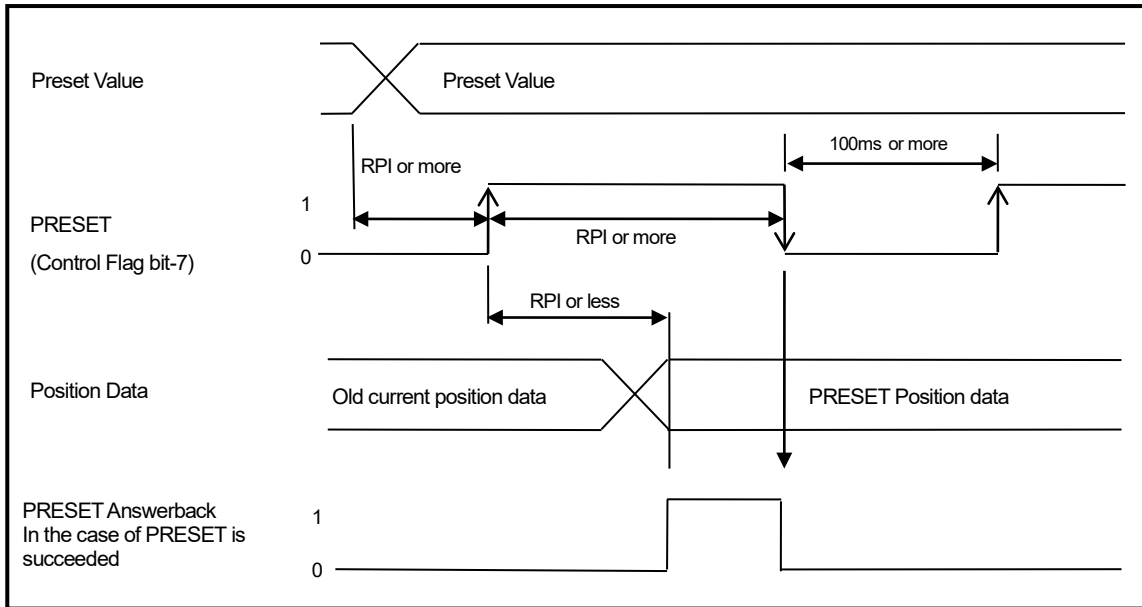 Preset Value
Preset Value
100ms or more
RPI or more
1
PRESET
RPI or more
0
(Control Flag bit-7)
RPI or less
Position Data
Old current position data
PRESET Position data
PRESET Answerback
1
In the case of PRESET is
succeeded
0